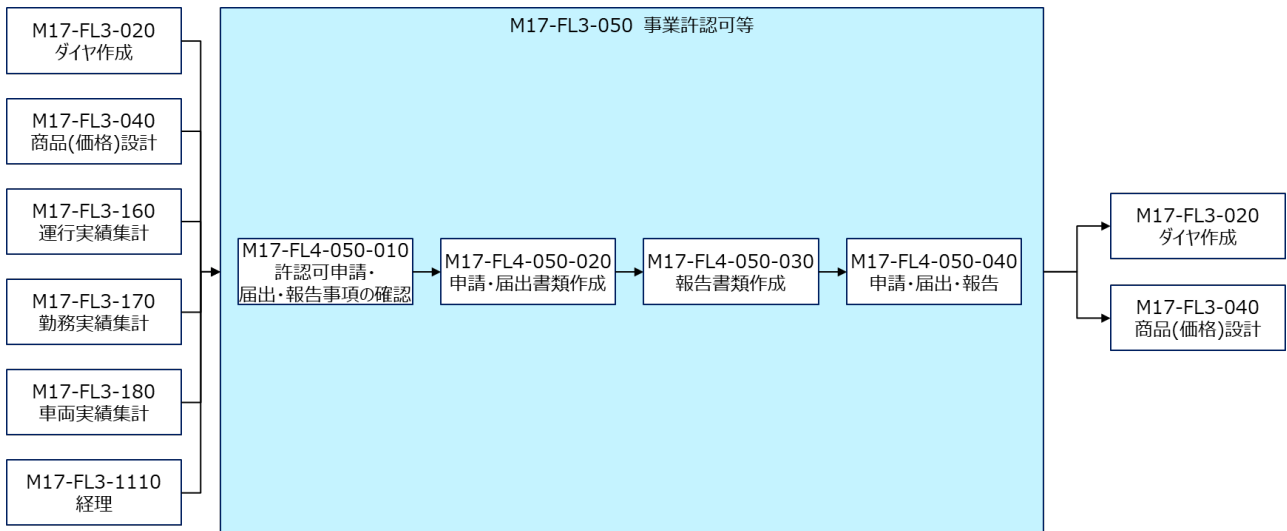 M17-FL3-020
ダイヤ作成
M17-FL3-040
商品(価格)設計
M17-FL3-160
運行実績集計
M17-FL3-170
勤務実績集計
M17-FL3-180
車両実績集計
M17-FL3-1110
経理
M17-FL3-050 事業許認可等
M17-FL4-050-010
許認可申請・
届出・報告事項の確認
M17-FL4-050-020
申請・届出書類作成
M17-FL4-050-030
報告書類作成
M17-FL4-050-040
申請・届出・報告
M17-FL3-020
ダイヤ作成
M17-FL3-040
商品(価格)設計